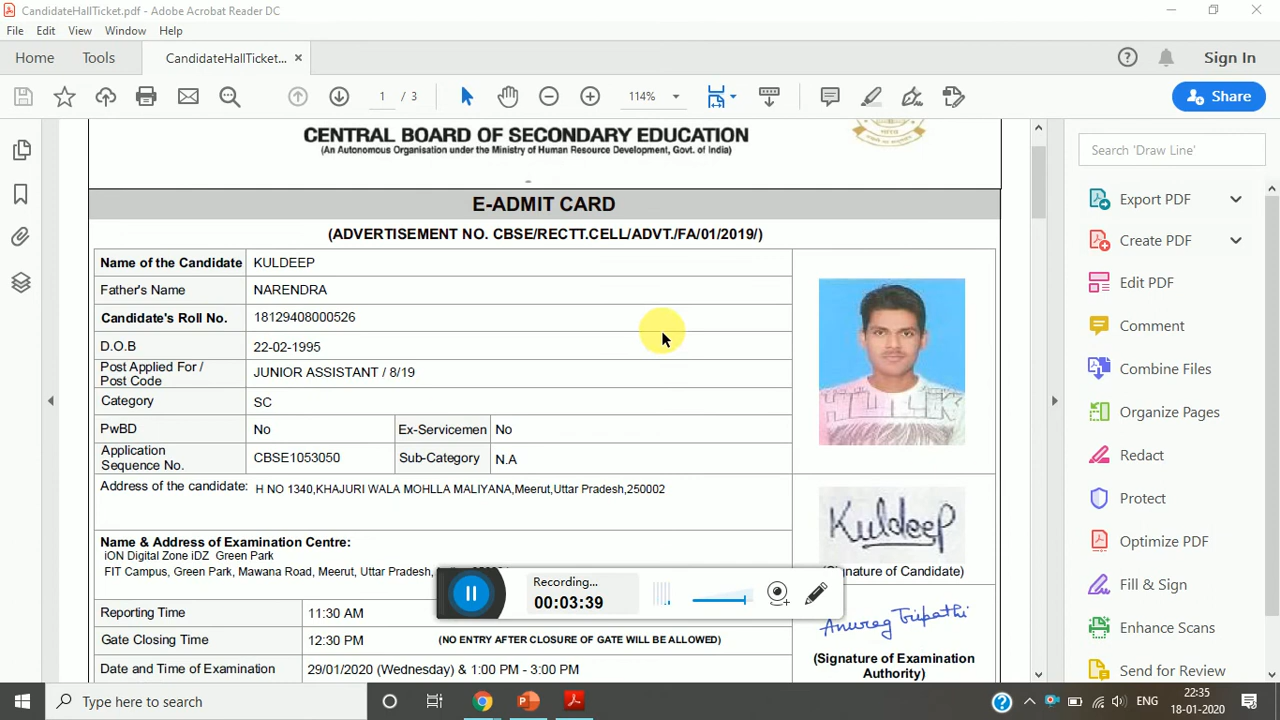 CandidateHallTicket.pdf - Adobe Acrobat Reader DC
File Edit View Window Help
Home Tools CandidateHallTicket... ×
Sign In
1 / 3 114%
Share
CENTRAL BOARD OF SECONDARY EDUCATION
(An Autonomous Organisation under the Ministry of Human Resource Development, Govt. of India)
E-ADMIT CARD
(ADVERTISEMENT NO. CBSE/RECTT.CELL/ADVT./FA/01/2019/)
Name of the Candidate KULDEEP
Father's Name NARENDRA
Candidate's Roll No. 18129408000526
D.O.B 22-02-1995
Post Applied For / Post Code JUNIOR ASSISTANT / 8/19
Category SC
PwBD No Ex-Servicemen No
Application Sequence No. CBSE1053050 Sub-Category N.A
Address of the candidate: H NO 1340,KHAJURI WALA MOHLLA MALIYANA,Meerut,Uttar Pradesh,250002
Kuldeep
(Signature of Candidate)
Name & Address of Examination Centre:
iON Digital Zone iDZ Green Park
FIT Campus, Green Park, Mawana Road, Meerut, Uttar Pradesh,
Reporting Time 11:30 AM
Gate Closing Time 12:30 PM (NO ENTRY AFTER CLOSURE OF GATE WILL BE ALLOWED)
Date and Time of Examination 29/01/2020 (Wednesday) & 1:00 PM - 3:00 PM
Anurag Tripathi
(Signature of Examination
Authority)
Recording...
00:03:39
Search 'Draw Line'
Export PDF
Create PDF
Edit PDF
Comment
Combine Files
Organize Pages
Redact
Protect
Optimize PDF
Fill & Sign
Enhance Scans
Send for Review
Type here to search
ENG
22:35
18-01-2020